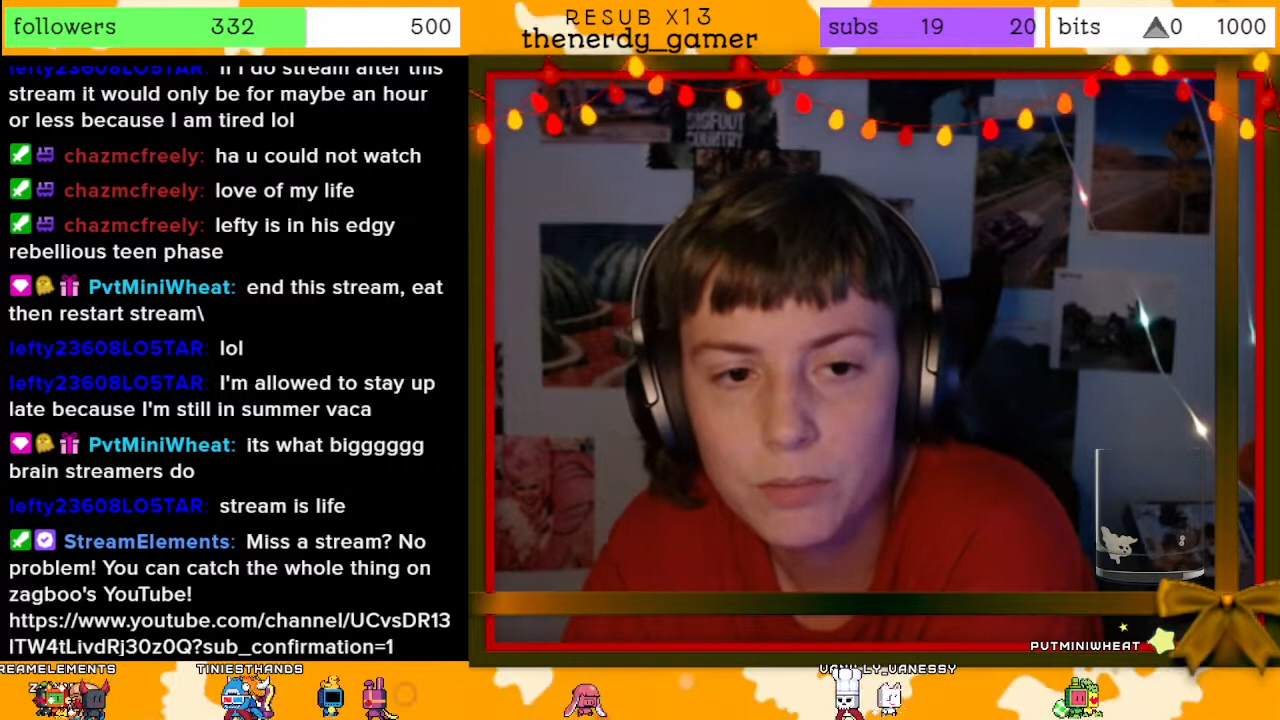 followers 332 500
RESUB X13
thenerdy_gamer
subs 19 20
bits 0 1000
lefty23608LO5TAR: if I do stream after this
stream it would only be for maybe an hour
or less because I am tired lol
chazmcfreely: ha u could not watch
chazmcfreely: love of my life
chazmcfreely: lefty is in his edgy
rebellious teen phase
PvtMiniWheat: end this stream, eat
then restart stream\
lefty23608LO5TAR: lol
lefty23608LO5TAR: I'm allowed to stay up
late because I'm still in summer vaca
PvtMiniWheat: its what bigggggg
brain streamers do
lefty23608LO5TAR: stream is life
StreamElements: Miss a stream? No
problem! You can catch the whole thing on
zagboo's YouTube!
https://www.youtube.com/channel/UCvsDR13
lTW4tLivdRj30z0Q?sub_confirmation=1
BIGFOOT
COUNTRY
PVTMINIWHEAT
REAMELEMENTS
TINIESTHANDS
VANILLY_VANESSY